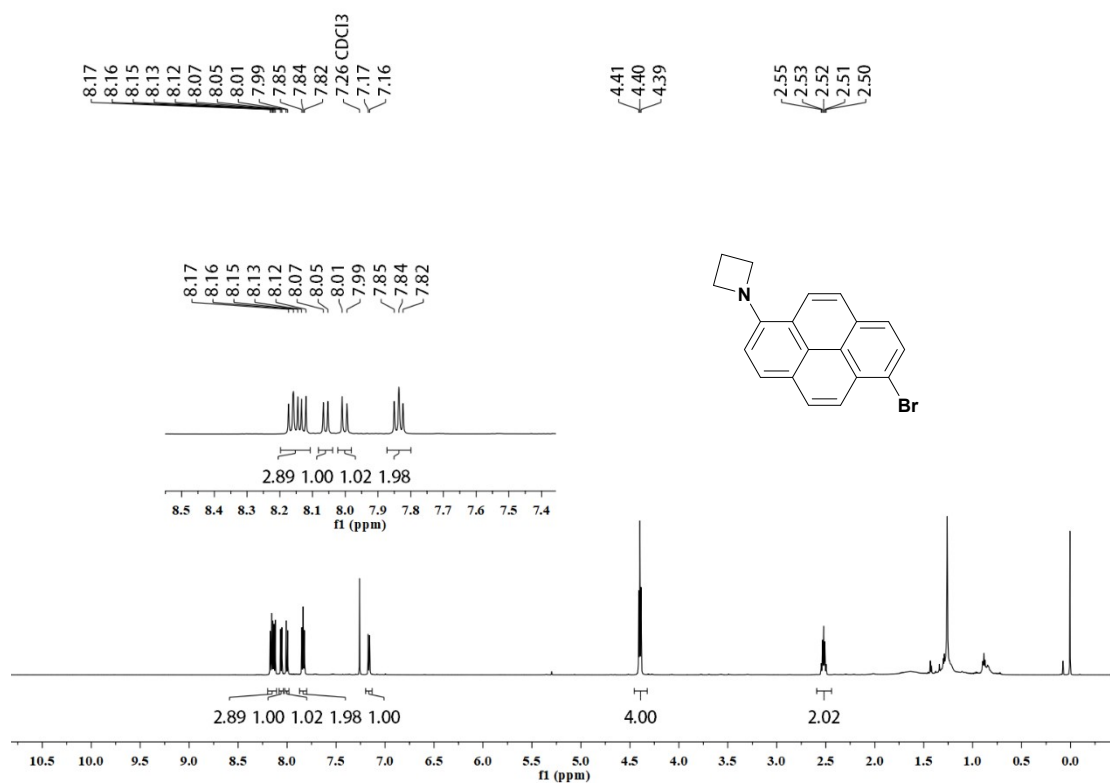 8.17 8.16 8.15 8.13 8.12 8.07 8.05 8.01 7.99 7.85 7.84 7.82 7.26 CDCl3 7.17 7.16 4.41 4.40 4.39 2.55 2.53 2.52 2.51 2.50
8.17 8.16 8.15 8.13 8.12 8.07 8.05 8.01 7.99 7.85 7.84 7.82
N
Br
2.89 1.00 1.02 1.98
8.5 8.4 8.3 8.2 8.1 8.0 7.9 7.8 7.7 7.6 7.5 7.4
f1 (ppm)
2.89 1.00 1.02 1.98 1.00 4.00 2.02
10.5 10.0 9.5 9.0 8.5 8.0 7.5 7.0 6.5 6.0 5.5 5.0 4.5 4.0 3.5 3.0 2.5 2.0 1.5 1.0 0.5 0.0
f1 (ppm)